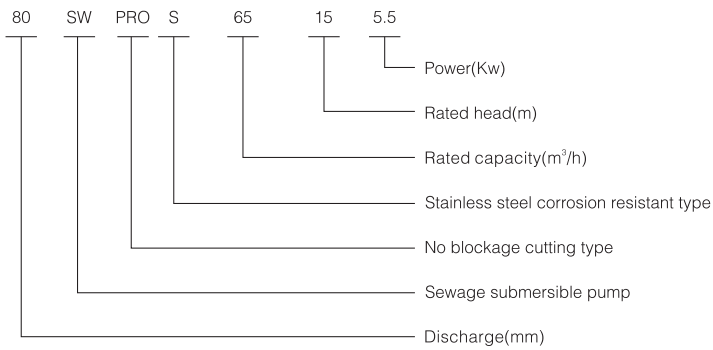 80 SW PRO S 65 15 5.5
Power(Kw)
Rated head(m)
Rated capacity(m³/h)
Stainless steel corrosion resistant type
No blockage cutting type
Sewage submersible pump
Discharge(mm)